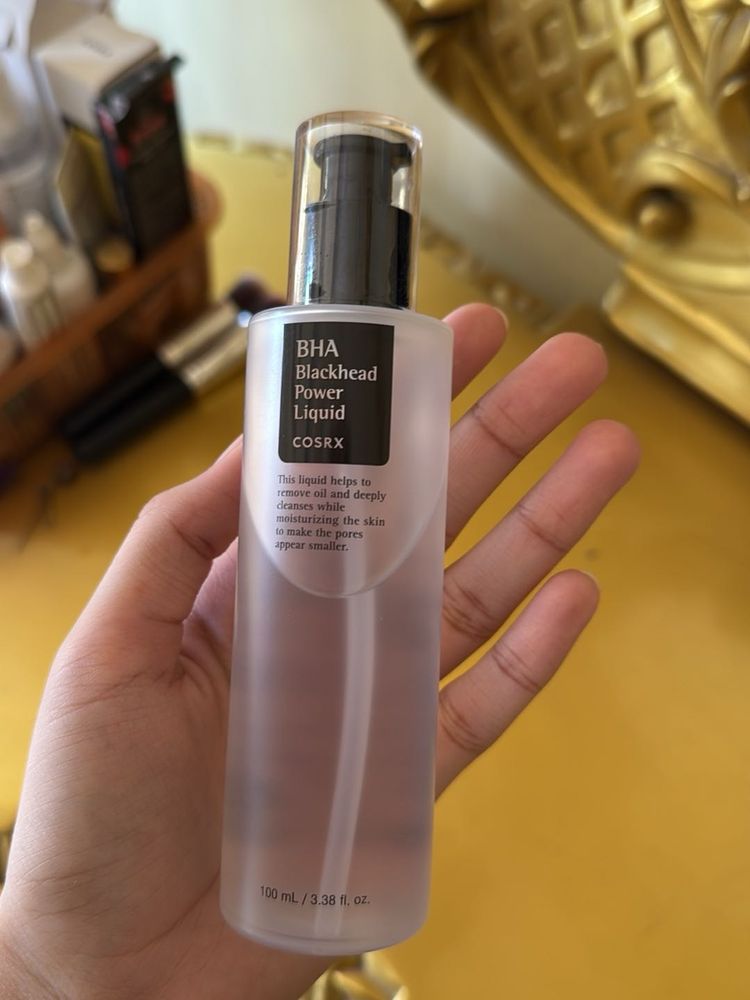 BHA
Blackhead
Power
Liquid
COSRX
This liquid helps to
remove oil and deeply
cleanses while
moisturizing the skin
to make the pores
appear smaller.
100 mL / 3.38 fl. oz.